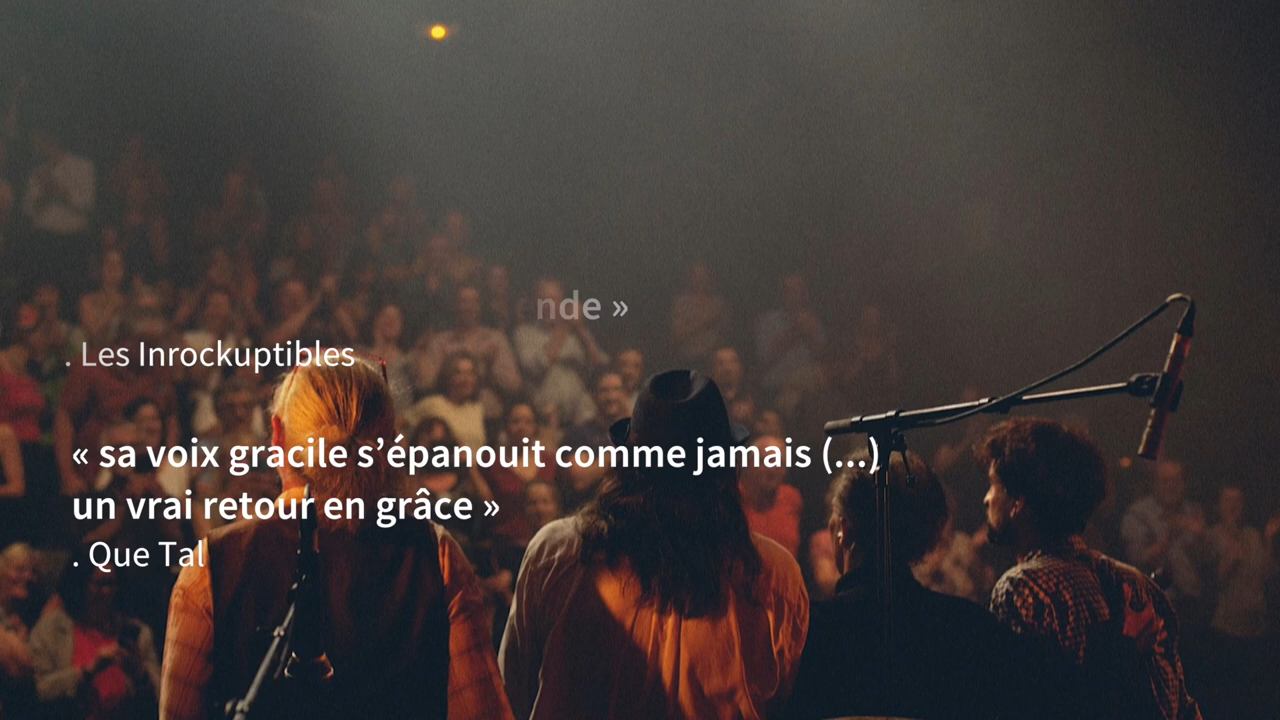 nde »
. Les Inrockuptibles
« sa voix gracile s’épanouit comme jamais (...)
un vrai retour en grâce »
. Que Tal